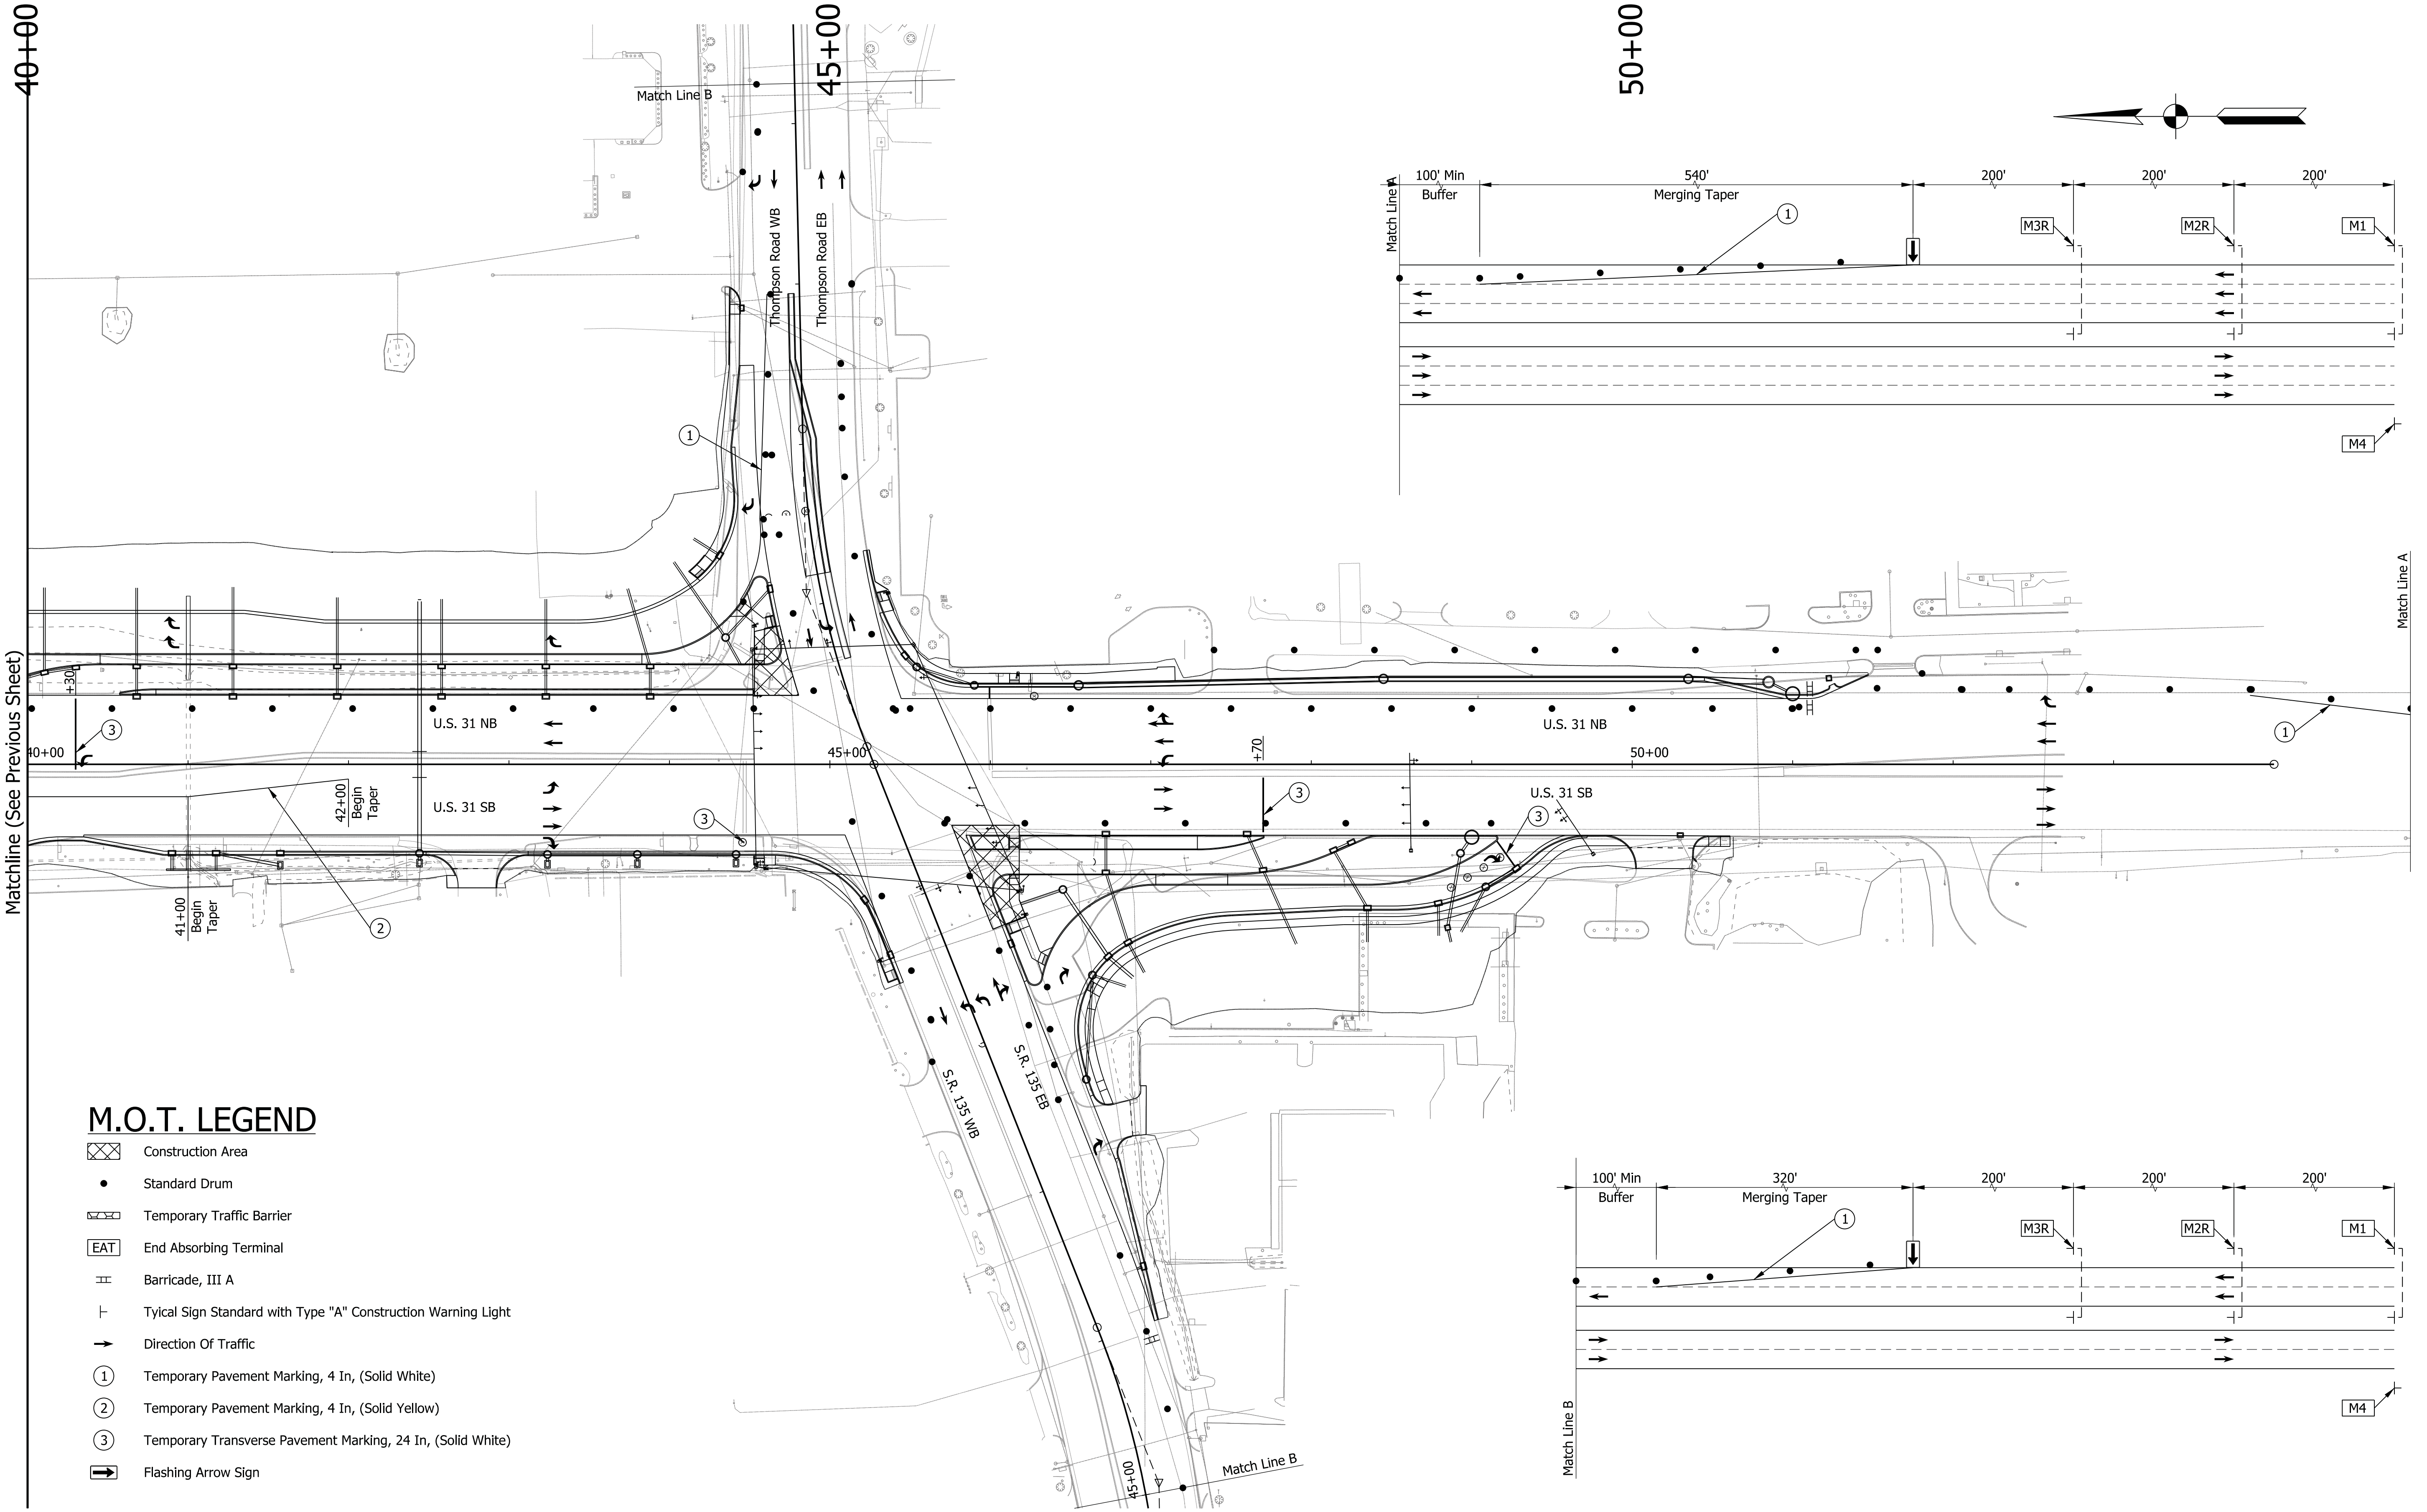 40+00
45+00
50+00
Match Line B
Thompson Road WB
Thompson Road EB
100' Min
Buffer
540'
Merging Taper
200'
200'
200'
Match Line A
1
M3R
M2R
M1
M4
1
Match Line A
Matchline (See Previous Sheet)
+30
3
U.S. 31 NB
U.S. 31 NB
1
40+00
45+00
+70
50+00
42+00
Begin
Taper
U.S. 31 SB
3
3
U.S. 31 SB
3
41+00
Begin
Taper
2
S.R. 135 WB
S.R. 135 EB
45+00
Match Line B
M.O.T. LEGEND
Construction Area
Standard Drum
Temporary Traffic Barrier
EAT End Absorbing Terminal
Barricade, III A
Tyical Sign Standard with Type "A" Construction Warning Light
Direction Of Traffic
1 Temporary Pavement Marking, 4 In, (Solid White)
2 Temporary Pavement Marking, 4 In, (Solid Yellow)
3 Temporary Transverse Pavement Marking, 24 In, (Solid White)
Flashing Arrow Sign
100' Min
Buffer
320'
Merging Taper
200'
200'
200'
1
M3R
M2R
M1
M4
Match Line B